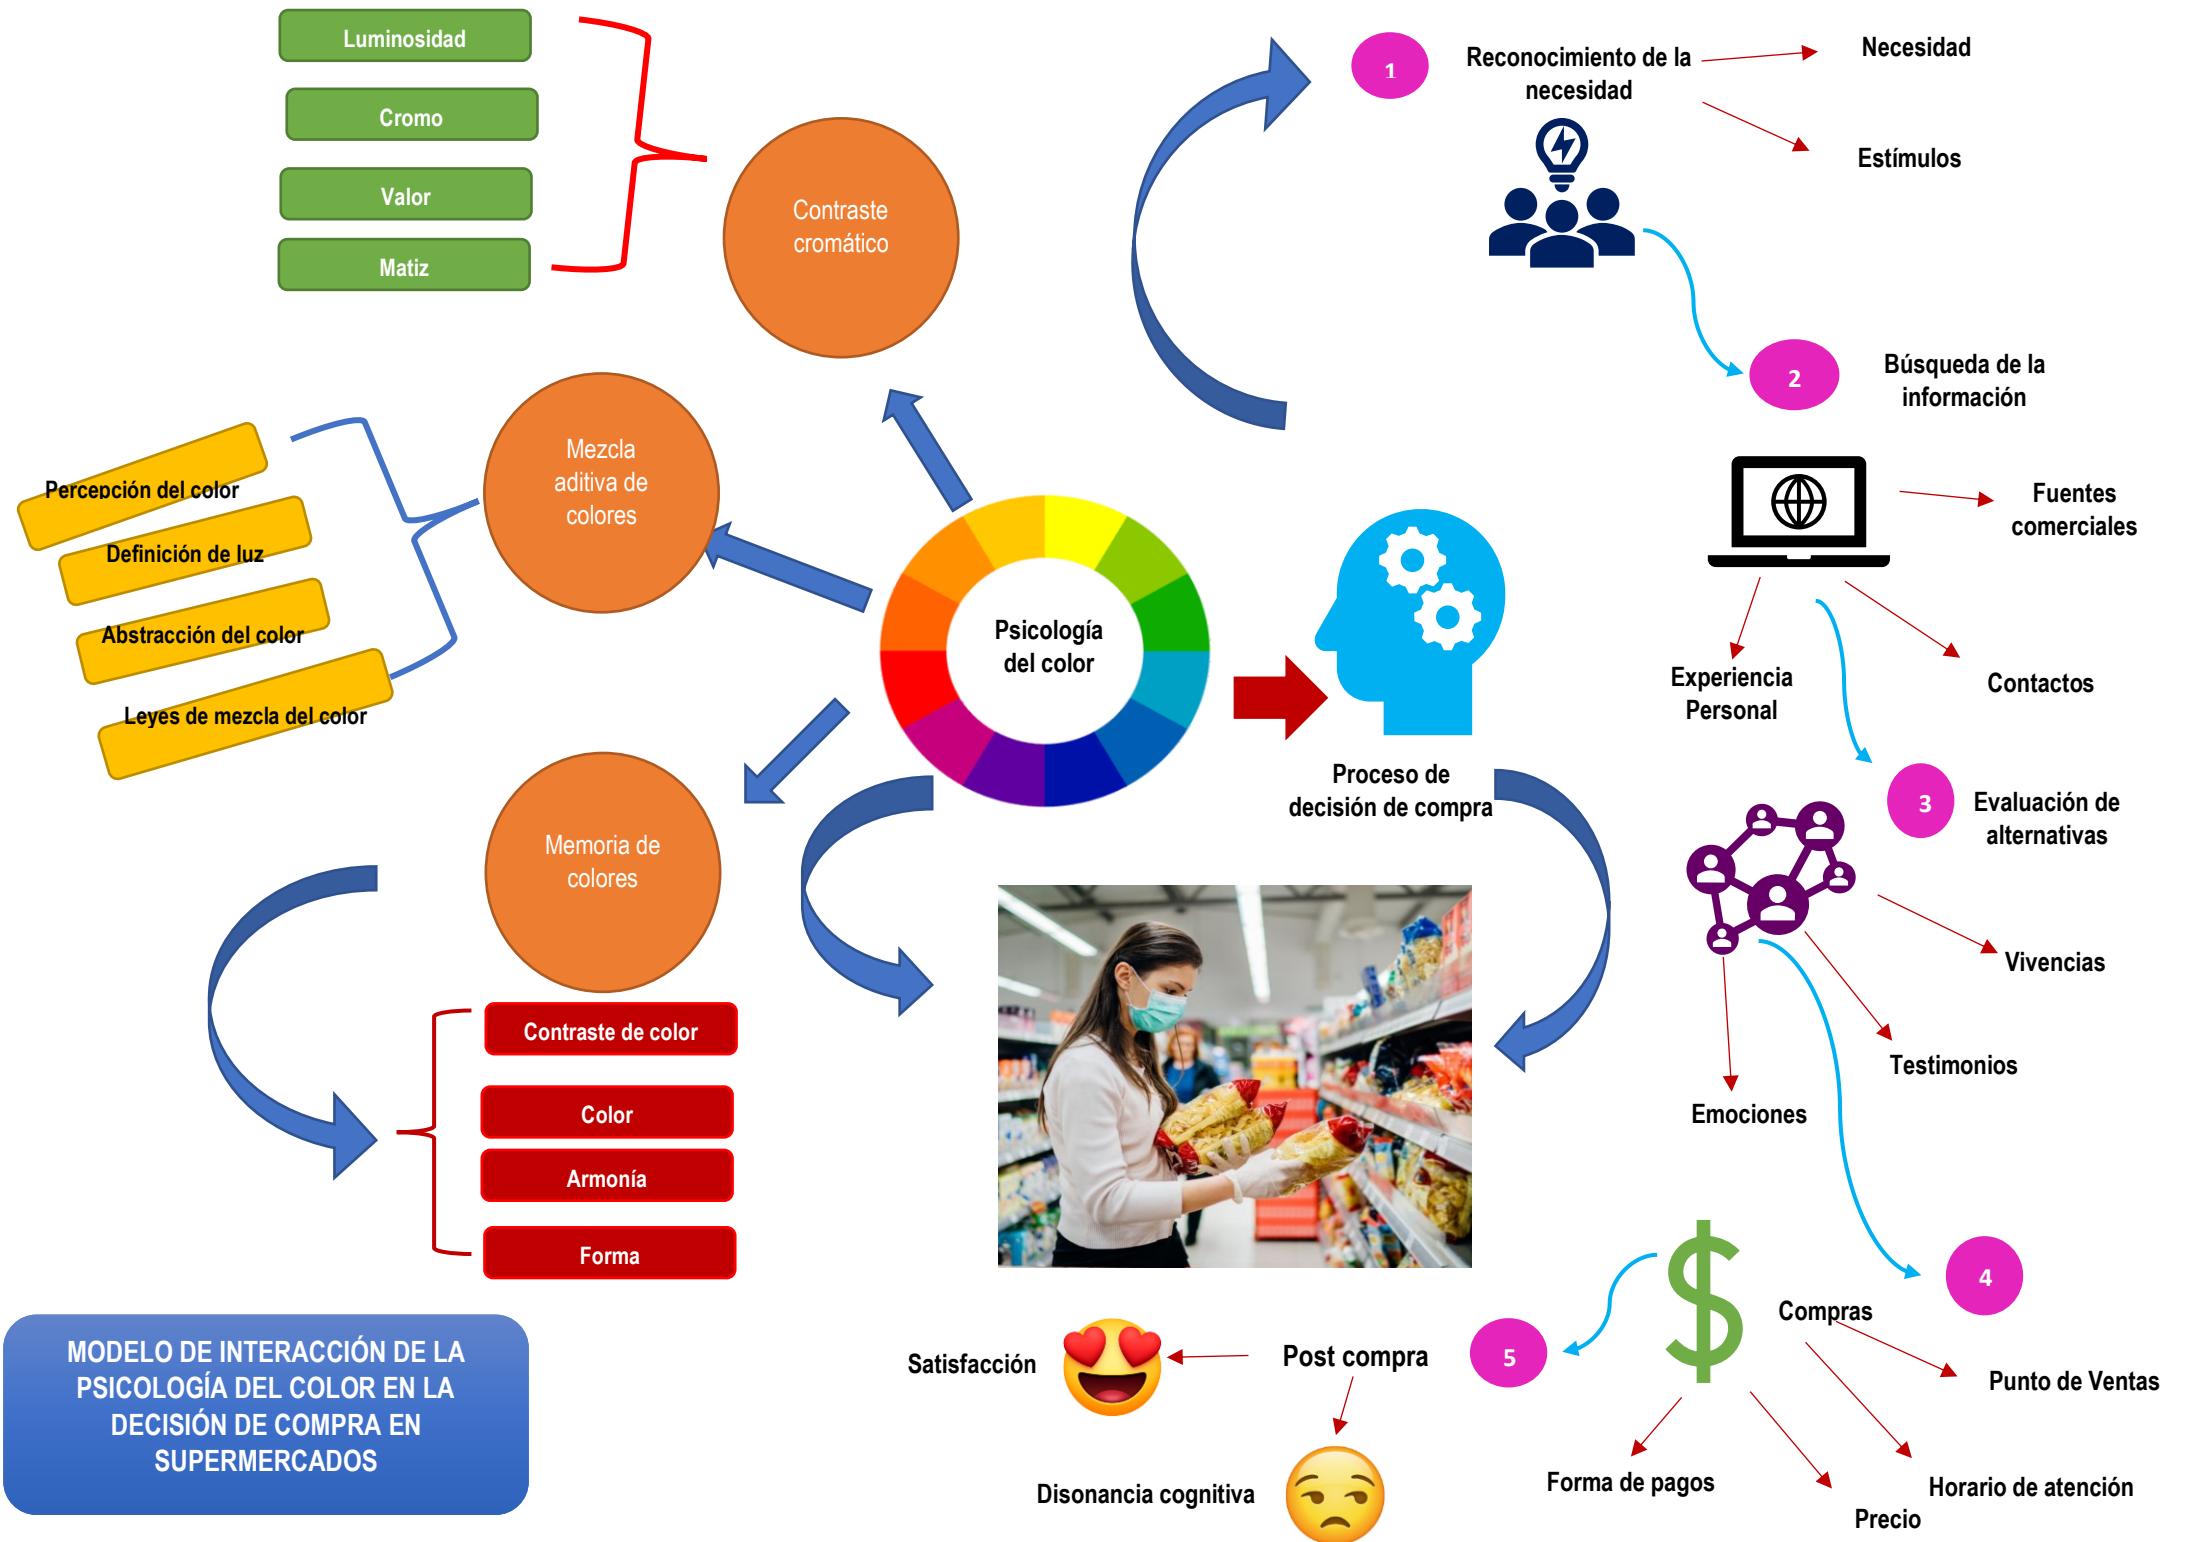 Luminosidad
Cromo
Valor
Matiz
Contraste
cromático
Mezcla
aditiva de
colores
Percepción del color
Definición de luz
Abstracción del color
Leyes de mezcla del color
Memoria de
colores
Contraste de color
Color
Armonía
Forma
MODELO DE INTERACCIÓN DE LA
PSICOLOGÍA DEL COLOR EN LA
DECISIÓN DE COMPRA EN
SUPERMERCADOS
Psicología
del color
Proceso de
decisión de compra
1
Reconocimiento de la
necesidad
Necesidad
Estímulos
2
Búsqueda de la
información
Fuentes
comerciales
Experiencia
Personal
Contactos
3
Evaluación de
alternativas
Vivencias
Testimonios
Emociones
4
Compras
Punto de Ventas
Horario de atención
Precio
Forma de pagos
5
Post compra
Satisfacción
Disonancia cognitiva